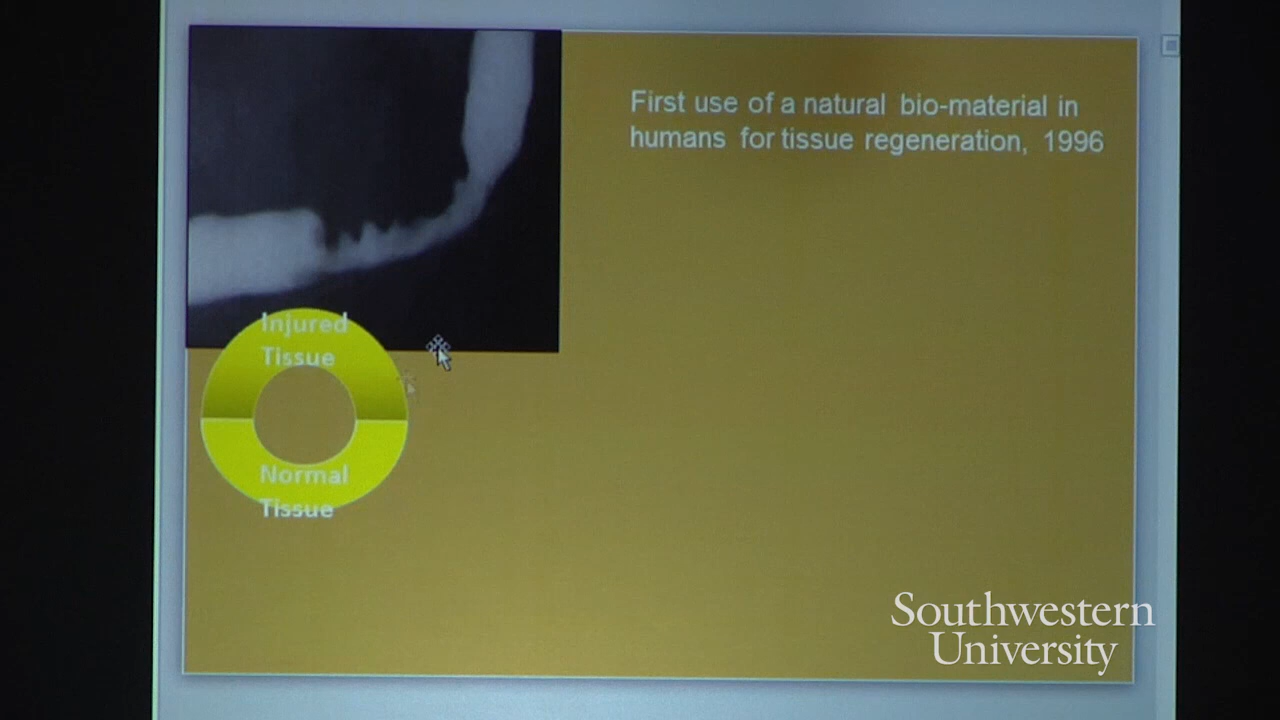 First use of a natural bio-material in
humans for tissue regeneration, 1996
Injured
Tissue
Normal
Tissue
Southwestern
University